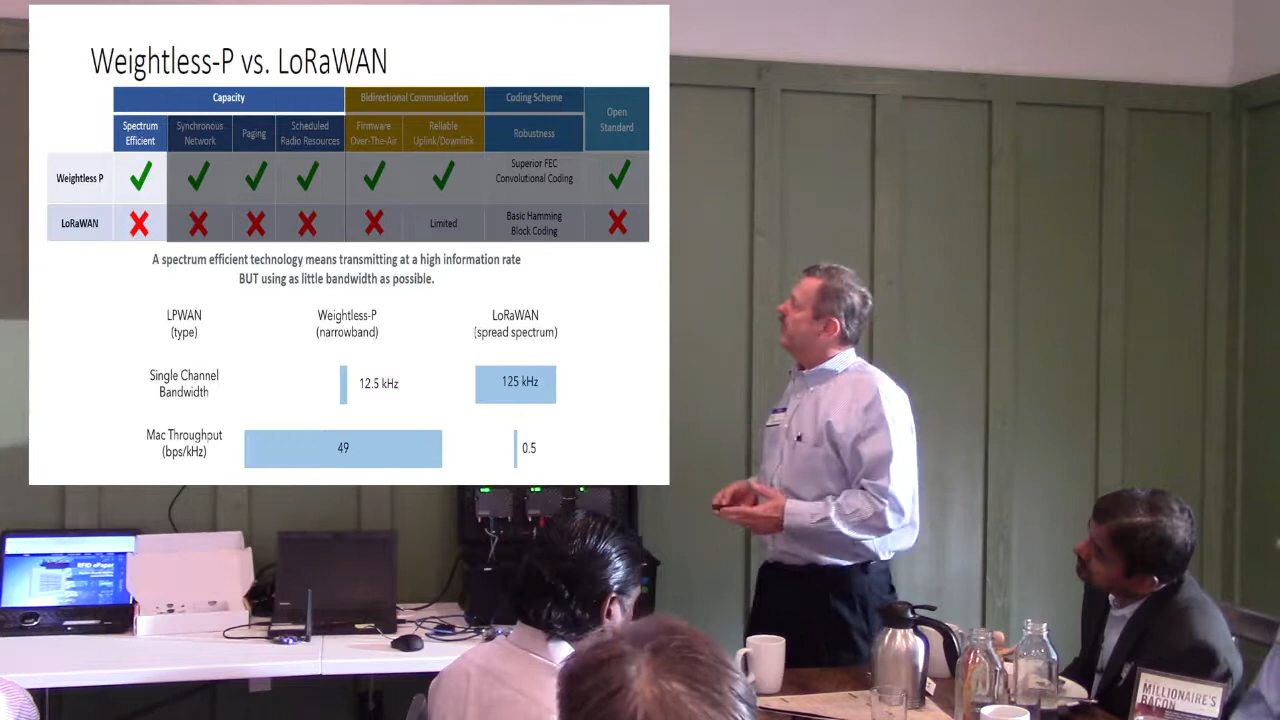 Weightless-P vs. LoRaWAN
Capacity
Bidirectional Communication
Coding Scheme
Open
Standard
Spectrum
Efficient
Synchronous
Network
Paging
Scheduled
Radio Resources
Firmware
Over-The-Air
Reliable
Uplink/Downlink
Robustness
Weightless P
Superior FEC
Convolutional Coding
LoRaWAN
Limited
Basic Hamming
Block Coding
A spectrum efficient technology means transmitting at a high information rate
BUT using as little bandwidth as possible.
LPWAN
(type)
Weightless-P
(narrowband)
LoRaWAN
(spread spectrum)
Single Channel
Bandwidth
12.5 kHz
125 kHz
Mac Throughput
(bps/kHz)
49
0.5
RFID ePaper
MILLIONAIRE'S
BACON